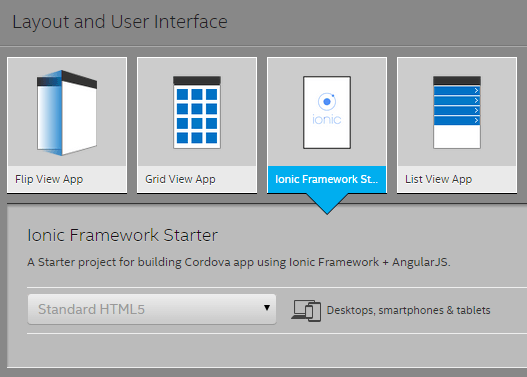 Layout and User Interface
ionic
Flip View App
Grid View App
Ionic Framework St...
List View App
Ionic Framework Starter
A Starter project for building Cordova app using Ionic Framework + AngularJS.
Standard HTML5
Desktops, smartphones & tablets